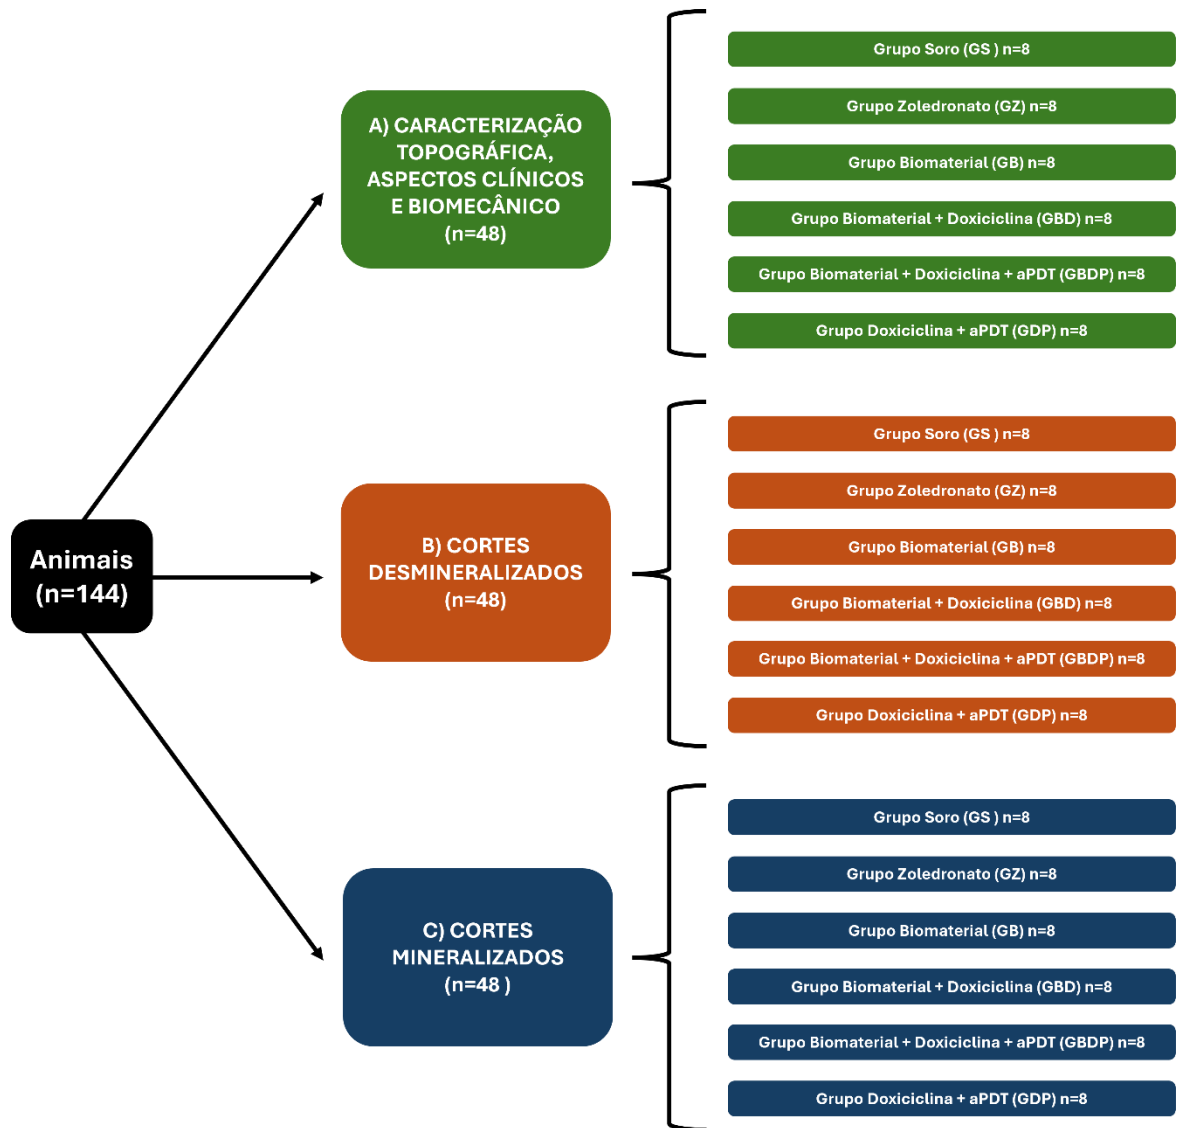 Animais
(n=144)
A) CARACTERIZAÇÃO
TOPOGRÁFICA,
ASPECTOS CLÍNICOS
E BIOMECÂNICO
(n=48)
Grupo Soro (GS ) n=8
Grupo Zoledronato (GZ) n=8
Grupo Biomaterial (GB) n=8
Grupo Biomaterial + Doxiciclina (GBD) n=8
Grupo Biomaterial + Doxiciclina + aPDT (GBDP) n=8
Grupo Doxiciclina + aPDT (GDP) n=8
B) CORTES
DESMINERALIZADOS
(n=48)
Grupo Soro (GS ) n=8
Grupo Zoledronato (GZ) n=8
Grupo Biomaterial (GB) n=8
Grupo Biomaterial + Doxiciclina (GBD) n=8
Grupo Biomaterial + Doxiciclina + aPDT (GBDP) n=8
Grupo Doxiciclina + aPDT (GDP) n=8
C) CORTES
MINERALIZADOS
(n=48 )
Grupo Soro (GS ) n=8
Grupo Zoledronato (GZ) n=8
Grupo Biomaterial (GB) n=8
Grupo Biomaterial + Doxiciclina (GBD) n=8
Grupo Biomaterial + Doxiciclina + aPDT (GBDP) n=8
Grupo Doxiciclina + aPDT (GDP) n=8